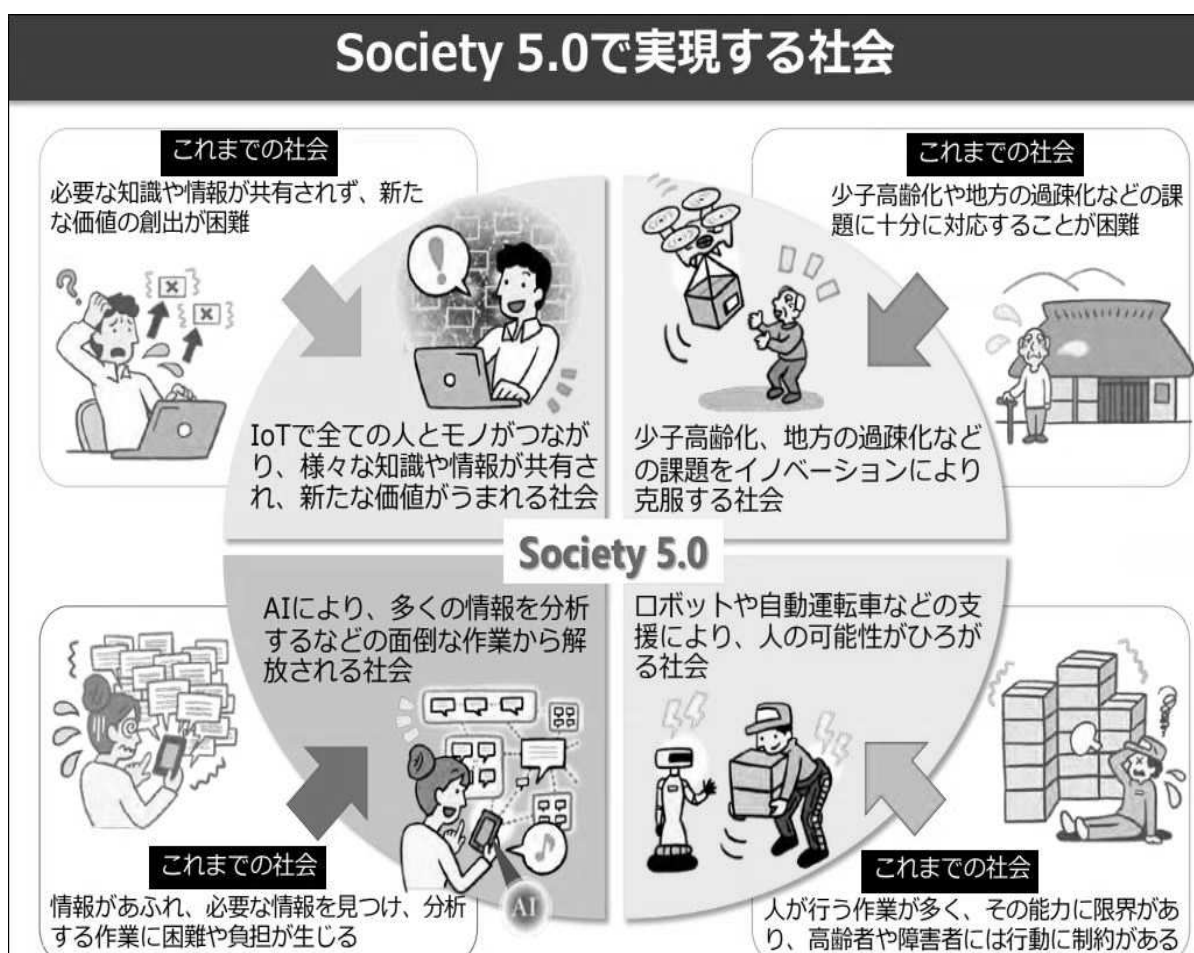 Society 5.0で実現する社会
これまでの社会
必要な知識や情報が共有されず、新た
な価値の創出が困難
これまでの社会
少子高齢化や地方の過疎化などの課
題に十分に対応することが困難
IoTで全ての人とモノがつなが
り、様々な知識や情報が共有さ
れ、新たな価値がうまれる社会
少子高齢化、地方の過疎化など
の課題をイノベーションにより
克服する社会
Society 5.0
AIにより、多くの情報を分析
するなどの面倒な作業から解
放される社会
ロボットや自動運転車などの支
援により、人の可能性がひろが
る社会
AI
これまでの社会
情報があふれ、必要な情報を見つけ、分析
する作業に困難や負担が生じる
これまでの社会
人が行う作業が多く、その能力に限界があ
り、高齢者や障害者には行動に制約がある